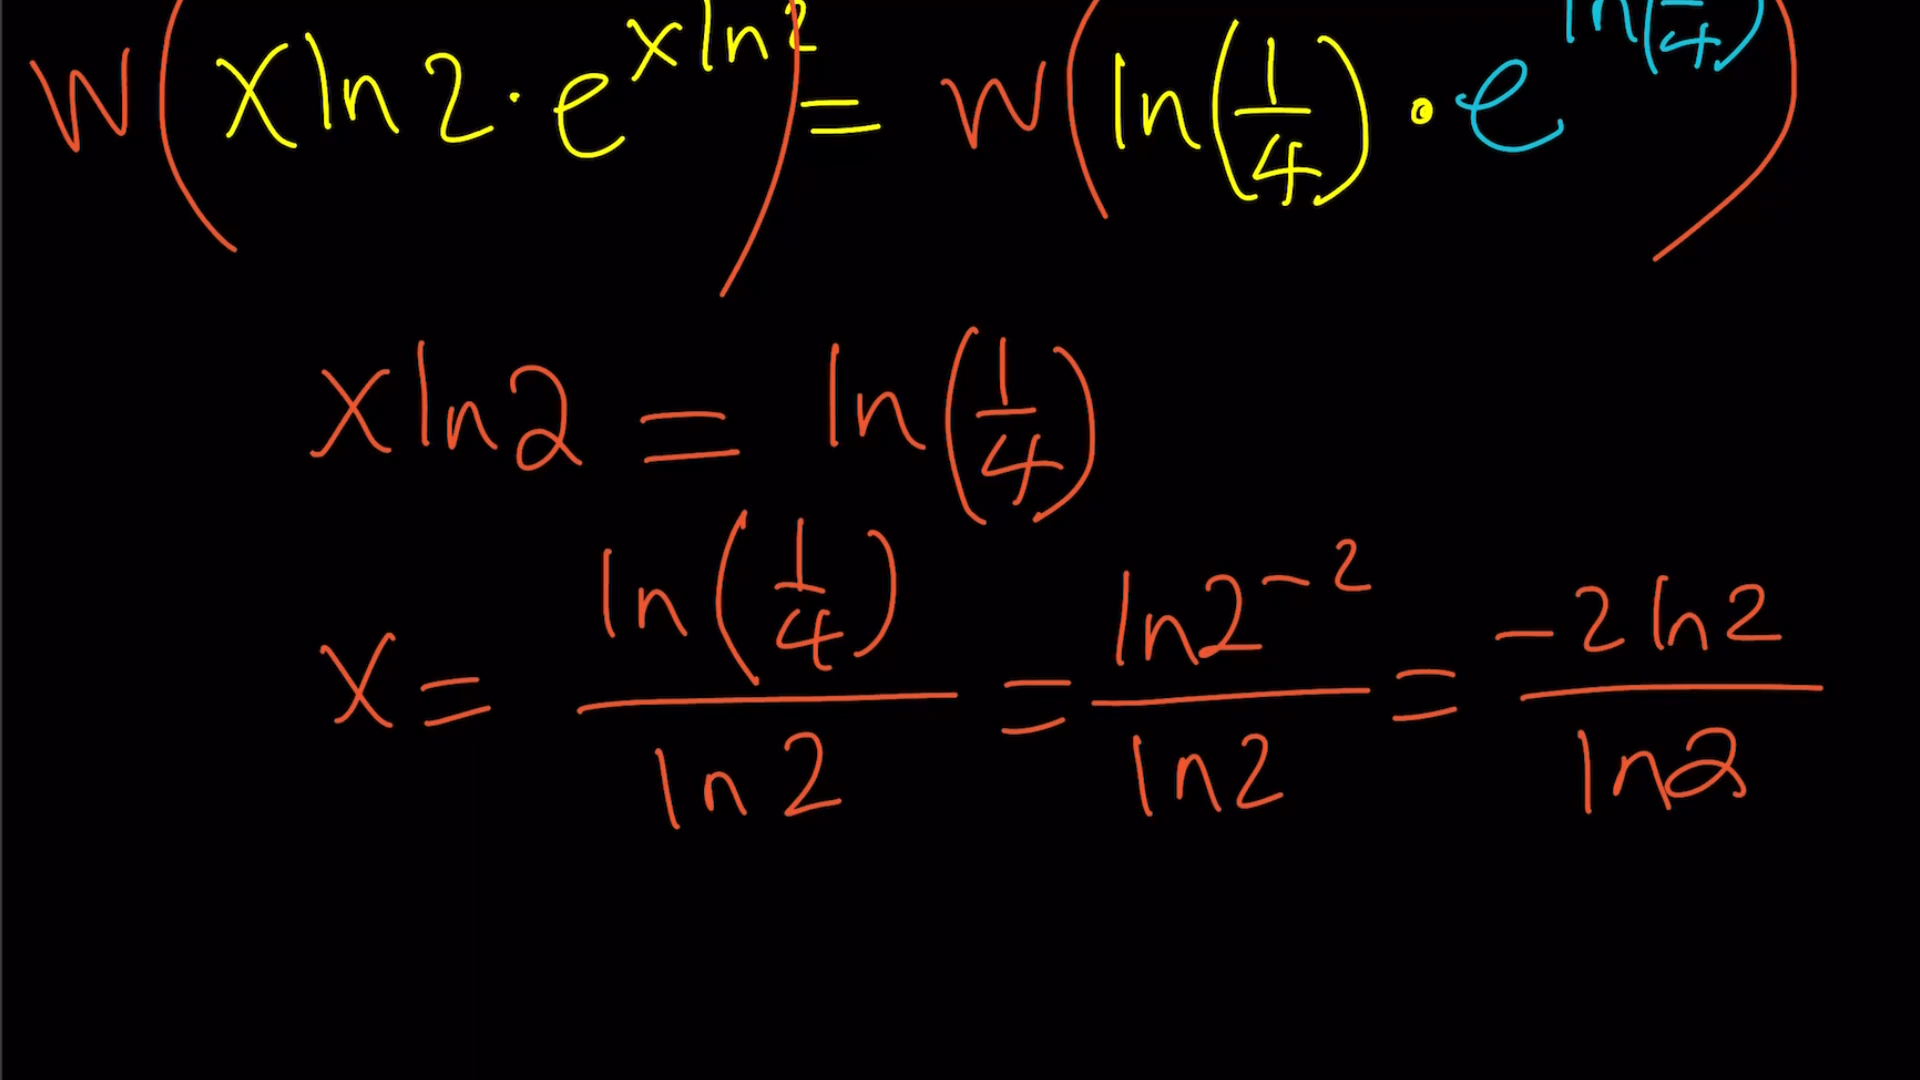 W(x ln 2 · e^(x ln 2)) = W(ln(1/4) · e^(ln(1/4)))
x ln 2 = ln(1/4)
x = ln(1/4) / ln 2 = ln 2^-2 / ln 2 = -2 ln 2 / ln 2